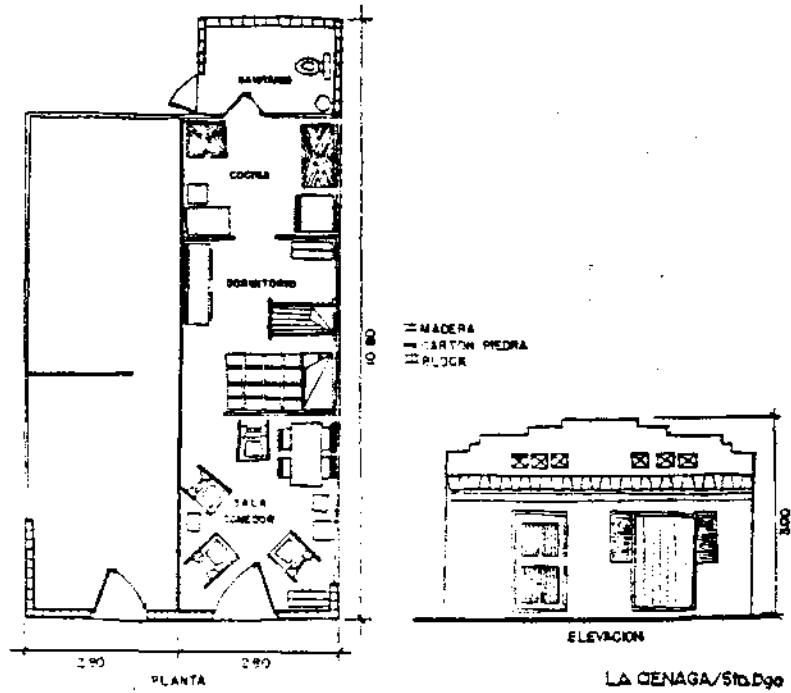 SANITARIO
COCINA
DORMITORIO
SALA
COMEDOR
2.90
2.80
PLANTA
10.80
MADERA
CARTON PIEDRA
BLOCK
3.00
ELEVACION
LA CIENAGA/Sto.Dgo